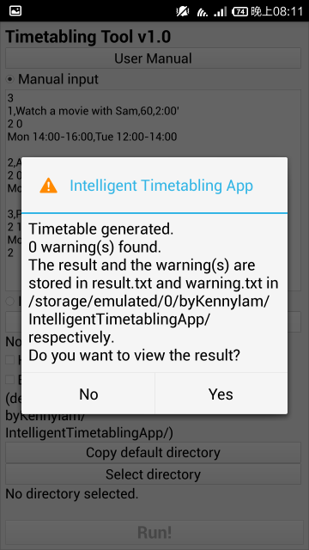 74 晚上08:11
Timetabling Tool v1.0
User Manual
Manual input
3
1,Watch a movie with Sam,60,2:00'
2 0
Mon 14:00-16:00,Tue 12:00-14:00
2,
2 0
Mo
3,
2 1
Mo
2
Intelligent Timetabling App
Timetable generated.
0 warning(s) found.
The result and the warning(s) are
stored in result.txt and warning.txt in
/storage/emulated/0/byKennylam/
IntelligentTimetablingApp/
respectively.
Do you want to view the result?
No
Yes
No
(de
byKennylam/
IntelligentTimetablingApp/)
Copy default directory
Select directory
No directory selected.
Run!